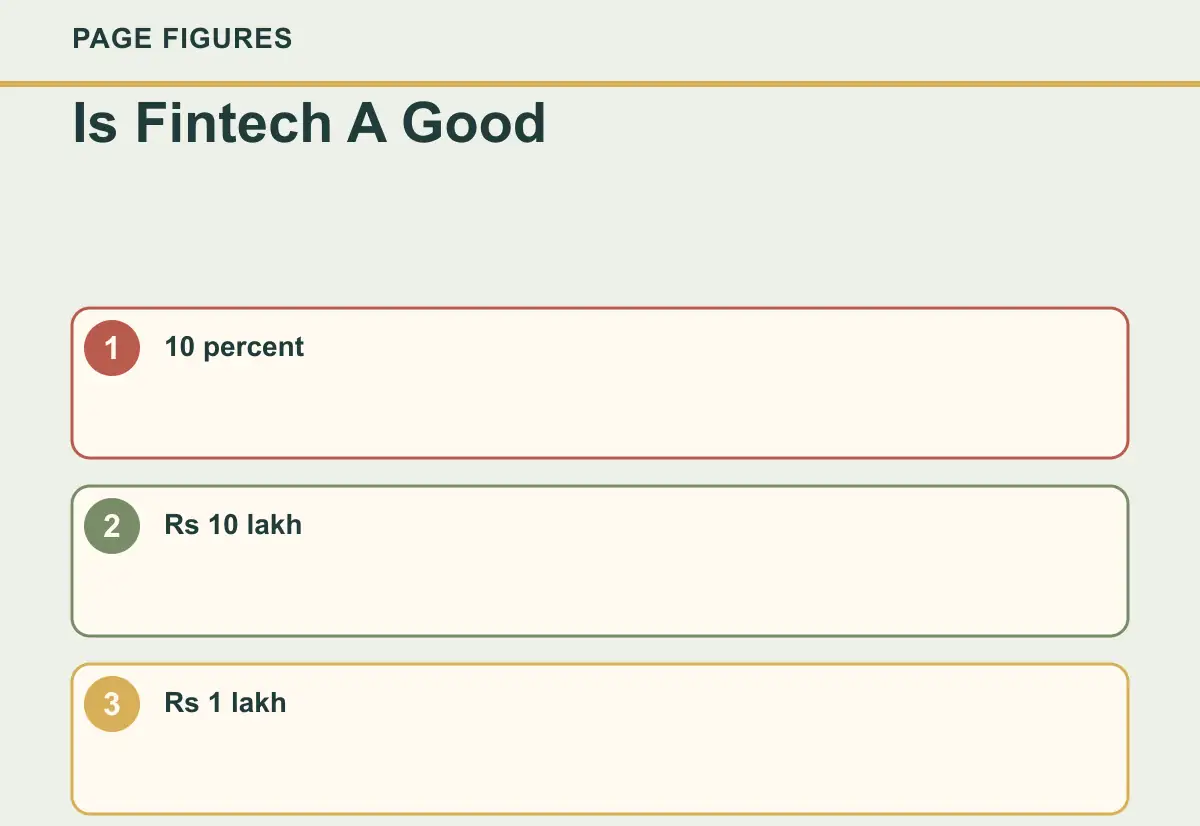 PAGE FIGURES
Is Fintech A Good
1
10 percent
2
Rs 10 lakh
3
Rs 1 lakh